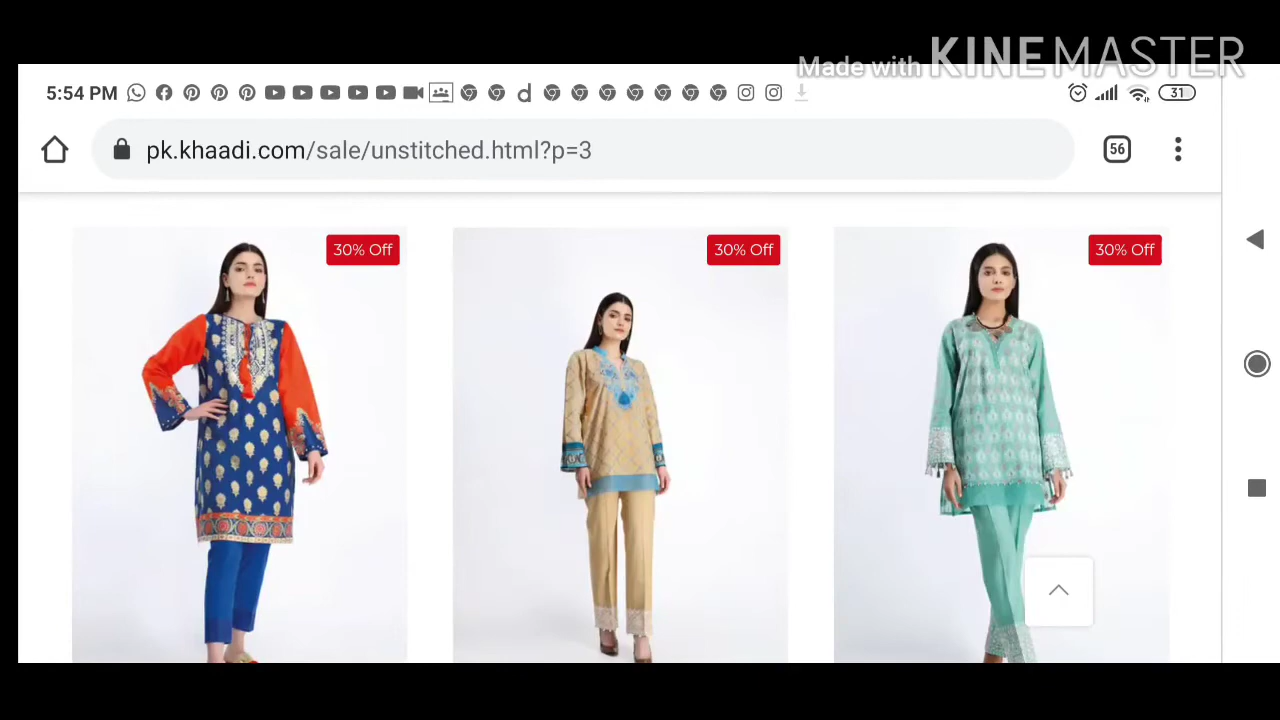 Made with KINEMASTER
5:54 PM
31
pk.khaadi.com/sale/unstitched.html?p=3
56
30% Off
30% Off
30% Off